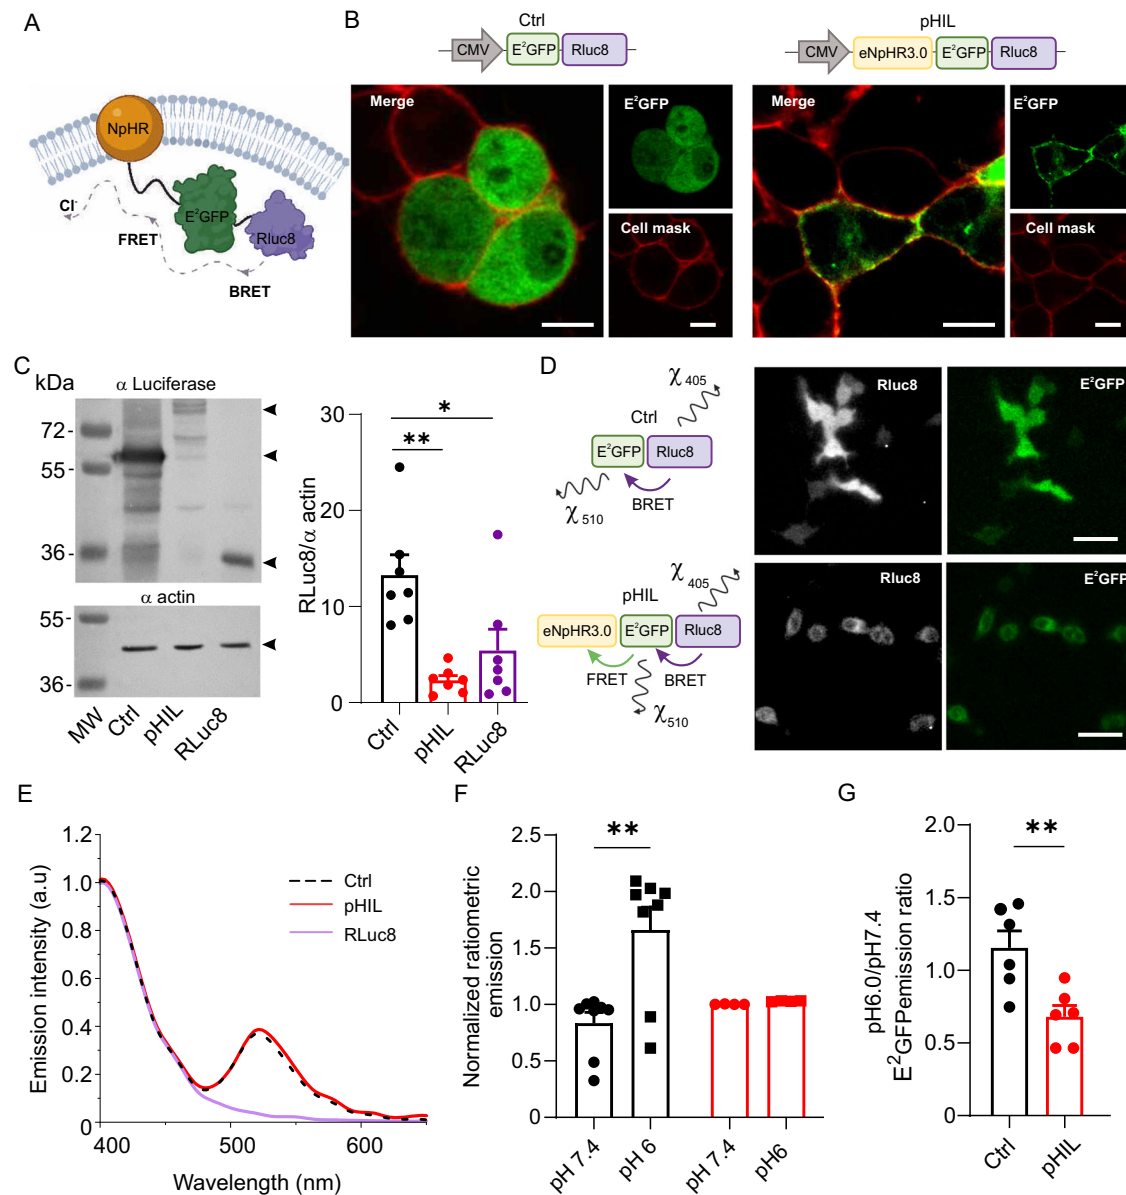 A
NpHR
Cl-
E2GFP
FRET
Rluc8
BRET
B
Ctrl
CMV
E2GFP
Rluc8
pHIL
CMV
eNpHR3.0
E2GFP
Rluc8
Merge
E2GFP
Cell mask
Merge
E2GFP
Cell mask
C
kDa
α Luciferase
72-
55-
36-
α actin
55-
36-
MW
Ctrl
pHIL
RLuc8
RLuc8/α actin
30
20
10
0
*
**
Ctrl
pHIL
RLuc8
D
χ405
Ctrl
E2GFP
Rluc8
BRET
χ510
χ405
pHIL
eNpHR3.0
E2GFP
Rluc8
FRET
BRET
χ510
Rluc8
E2GFP
Rluc8
E2GFP
E
Emission intensity (a.u)
1.2
1.0
0.8
0.6
0.4
0.2
0
400
500
600
Wavelength (nm)
Ctrl
pHIL
RLuc8
F
Normalized ratiometric
emission
2.5
2.0
1.5
1.0
0.5
0
**
pH 7.4
pH 6
pH 7.4
pH6
G
pH6.0/pH7.4
E2GFPemission ratio
2.0
1.5
1.0
0.5
0
**
Ctrl
pHIL